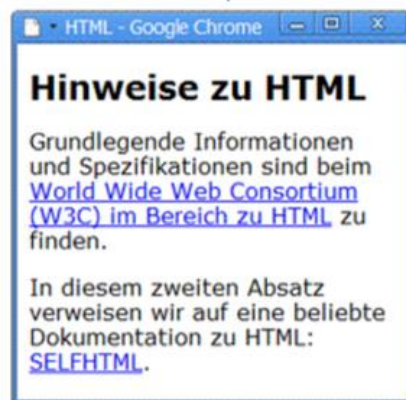 HTML - Google Chrome
Hinweise zu HTML
Grundlegende Informationen
und Spezifikationen sind beim
World Wide Web Consortium
(W3C) im Bereich zu HTML zu
finden.
In diesem zweiten Absatz
verweisen wir auf eine beliebte
Dokumentation zu HTML:
SELFHTML.